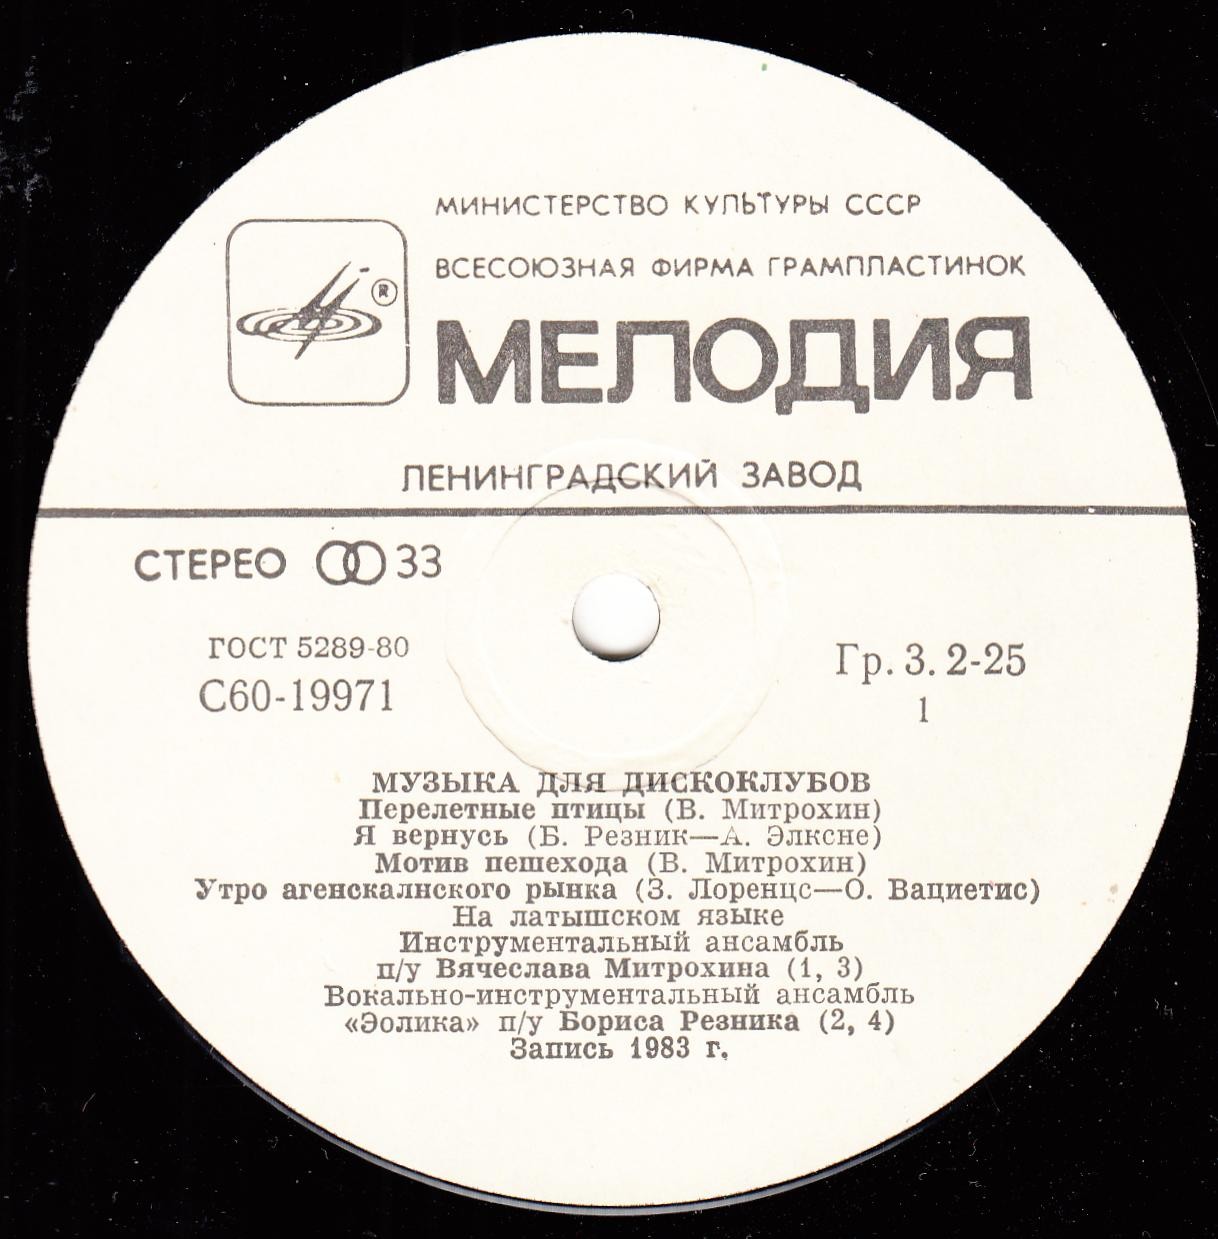 МИНИСТЕРСТВО КУЛЬТУРЫ СССР
ВСЕСОЮЗНАЯ ФИРМА ГРАМПЛАСТИНОК
®
МЕЛОДИЯ
ЛЕНИНГРАДСКИЙ ЗАВОД
СТЕРЕО 33
ГОСТ 5289-80
С60-19971
Гр. 3. 2-25
1
МУЗЫКА ДЛЯ ДИСКОКЛУБОВ
Перелетные птицы (В. Митрохин)
Я вернусь (Б. Резник—А. Элксне)
Мотив пешехода (В. Митрохин)
Утро агенскалнского рынка (З. Лоренцс—О. Вациетис)
На латышском языке
Инструментальный ансамбль
п/у Вячеслава Митрохина (1, 3)
Вокально-инструментальный ансамбль
«Эолика» п/у Бориса Резника (2, 4)
Запись 1983 г.